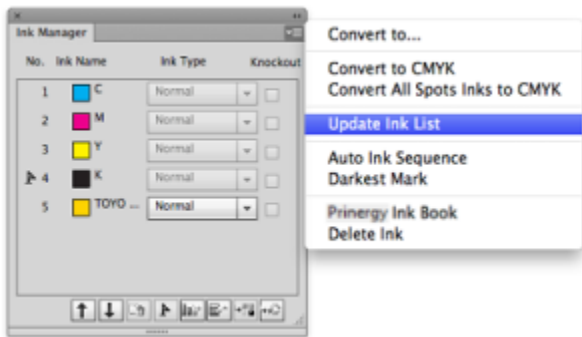 Ink Manager
No. Ink Name Ink Type Knockout
1 C Normal
2 M Normal
3 Y Normal
4 K Normal
5 TOYO ... Normal
Convert to...
Convert to CMYK
Convert All Spots Inks to CMYK
Update Ink List
Auto Ink Sequence
Darkest Mark
Prinergy Ink Book
Delete Ink